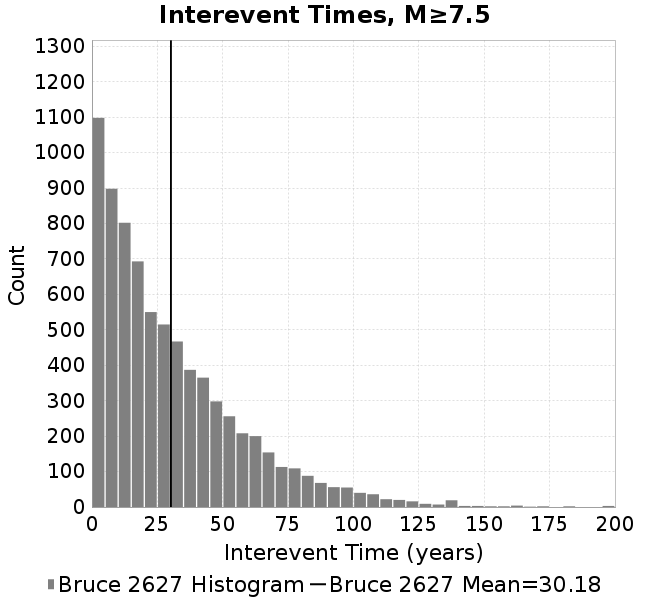 Interevent Times, M≥7.5
1300
1200
1100
1000
900
800
700
600
500
400
300
200
100
0
Count
0 25 50 75 100 125 150 175 200
Interevent Time (years)
Bruce 2627 Histogram Bruce 2627 Mean=30.18